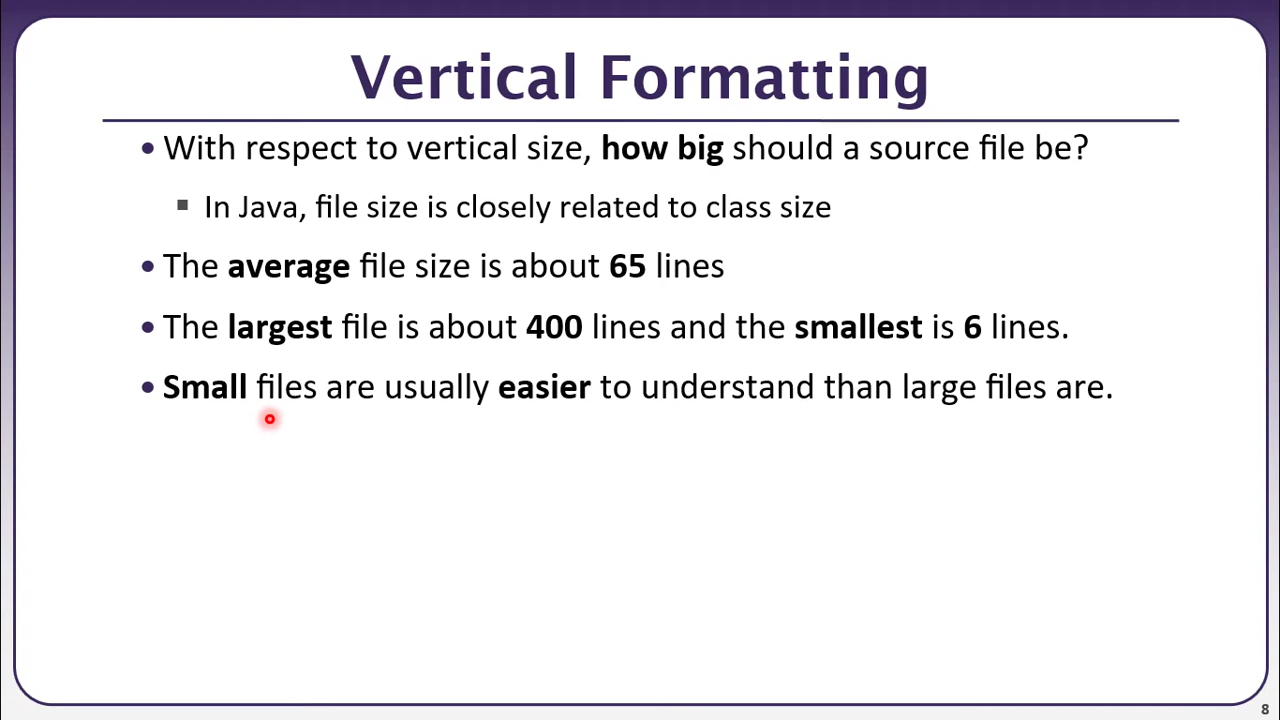 Vertical Formatting
• With respect to vertical size, how big should a source file be?
▪ In Java, file size is closely related to class size
• The average file size is about 65 lines
• The largest file is about 400 lines and the smallest is 6 lines.
• Small files are usually easier to understand than large files are.
8